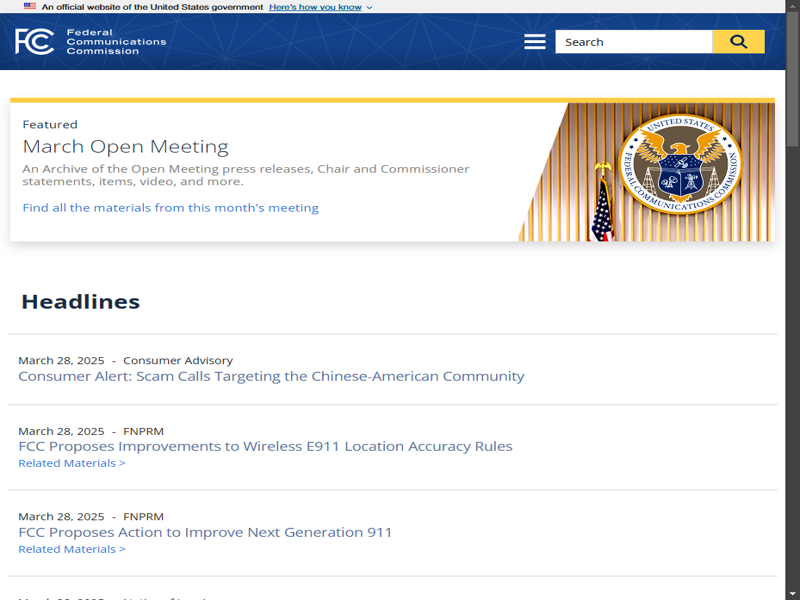 An official website of the United States government Here's how you know
FCC Federal
Communications
Commission
Search
Featured
March Open Meeting
An Archive of the Open Meeting press releases, Chair and Commissioner
statements, items, video, and more.
Find all the materials from this month's meeting
UNITED STATES
FEDERAL COMMUNICATIONS COMMISSION
Headlines
March 28, 2025 - Consumer Advisory
Consumer Alert: Scam Calls Targeting the Chinese-American Community
March 28, 2025 - FNPRM
FCC Proposes Improvements to Wireless E911 Location Accuracy Rules
Related Materials >
March 28, 2025 - FNPRM
FCC Proposes Action to Improve Next Generation 911
Related Materials >